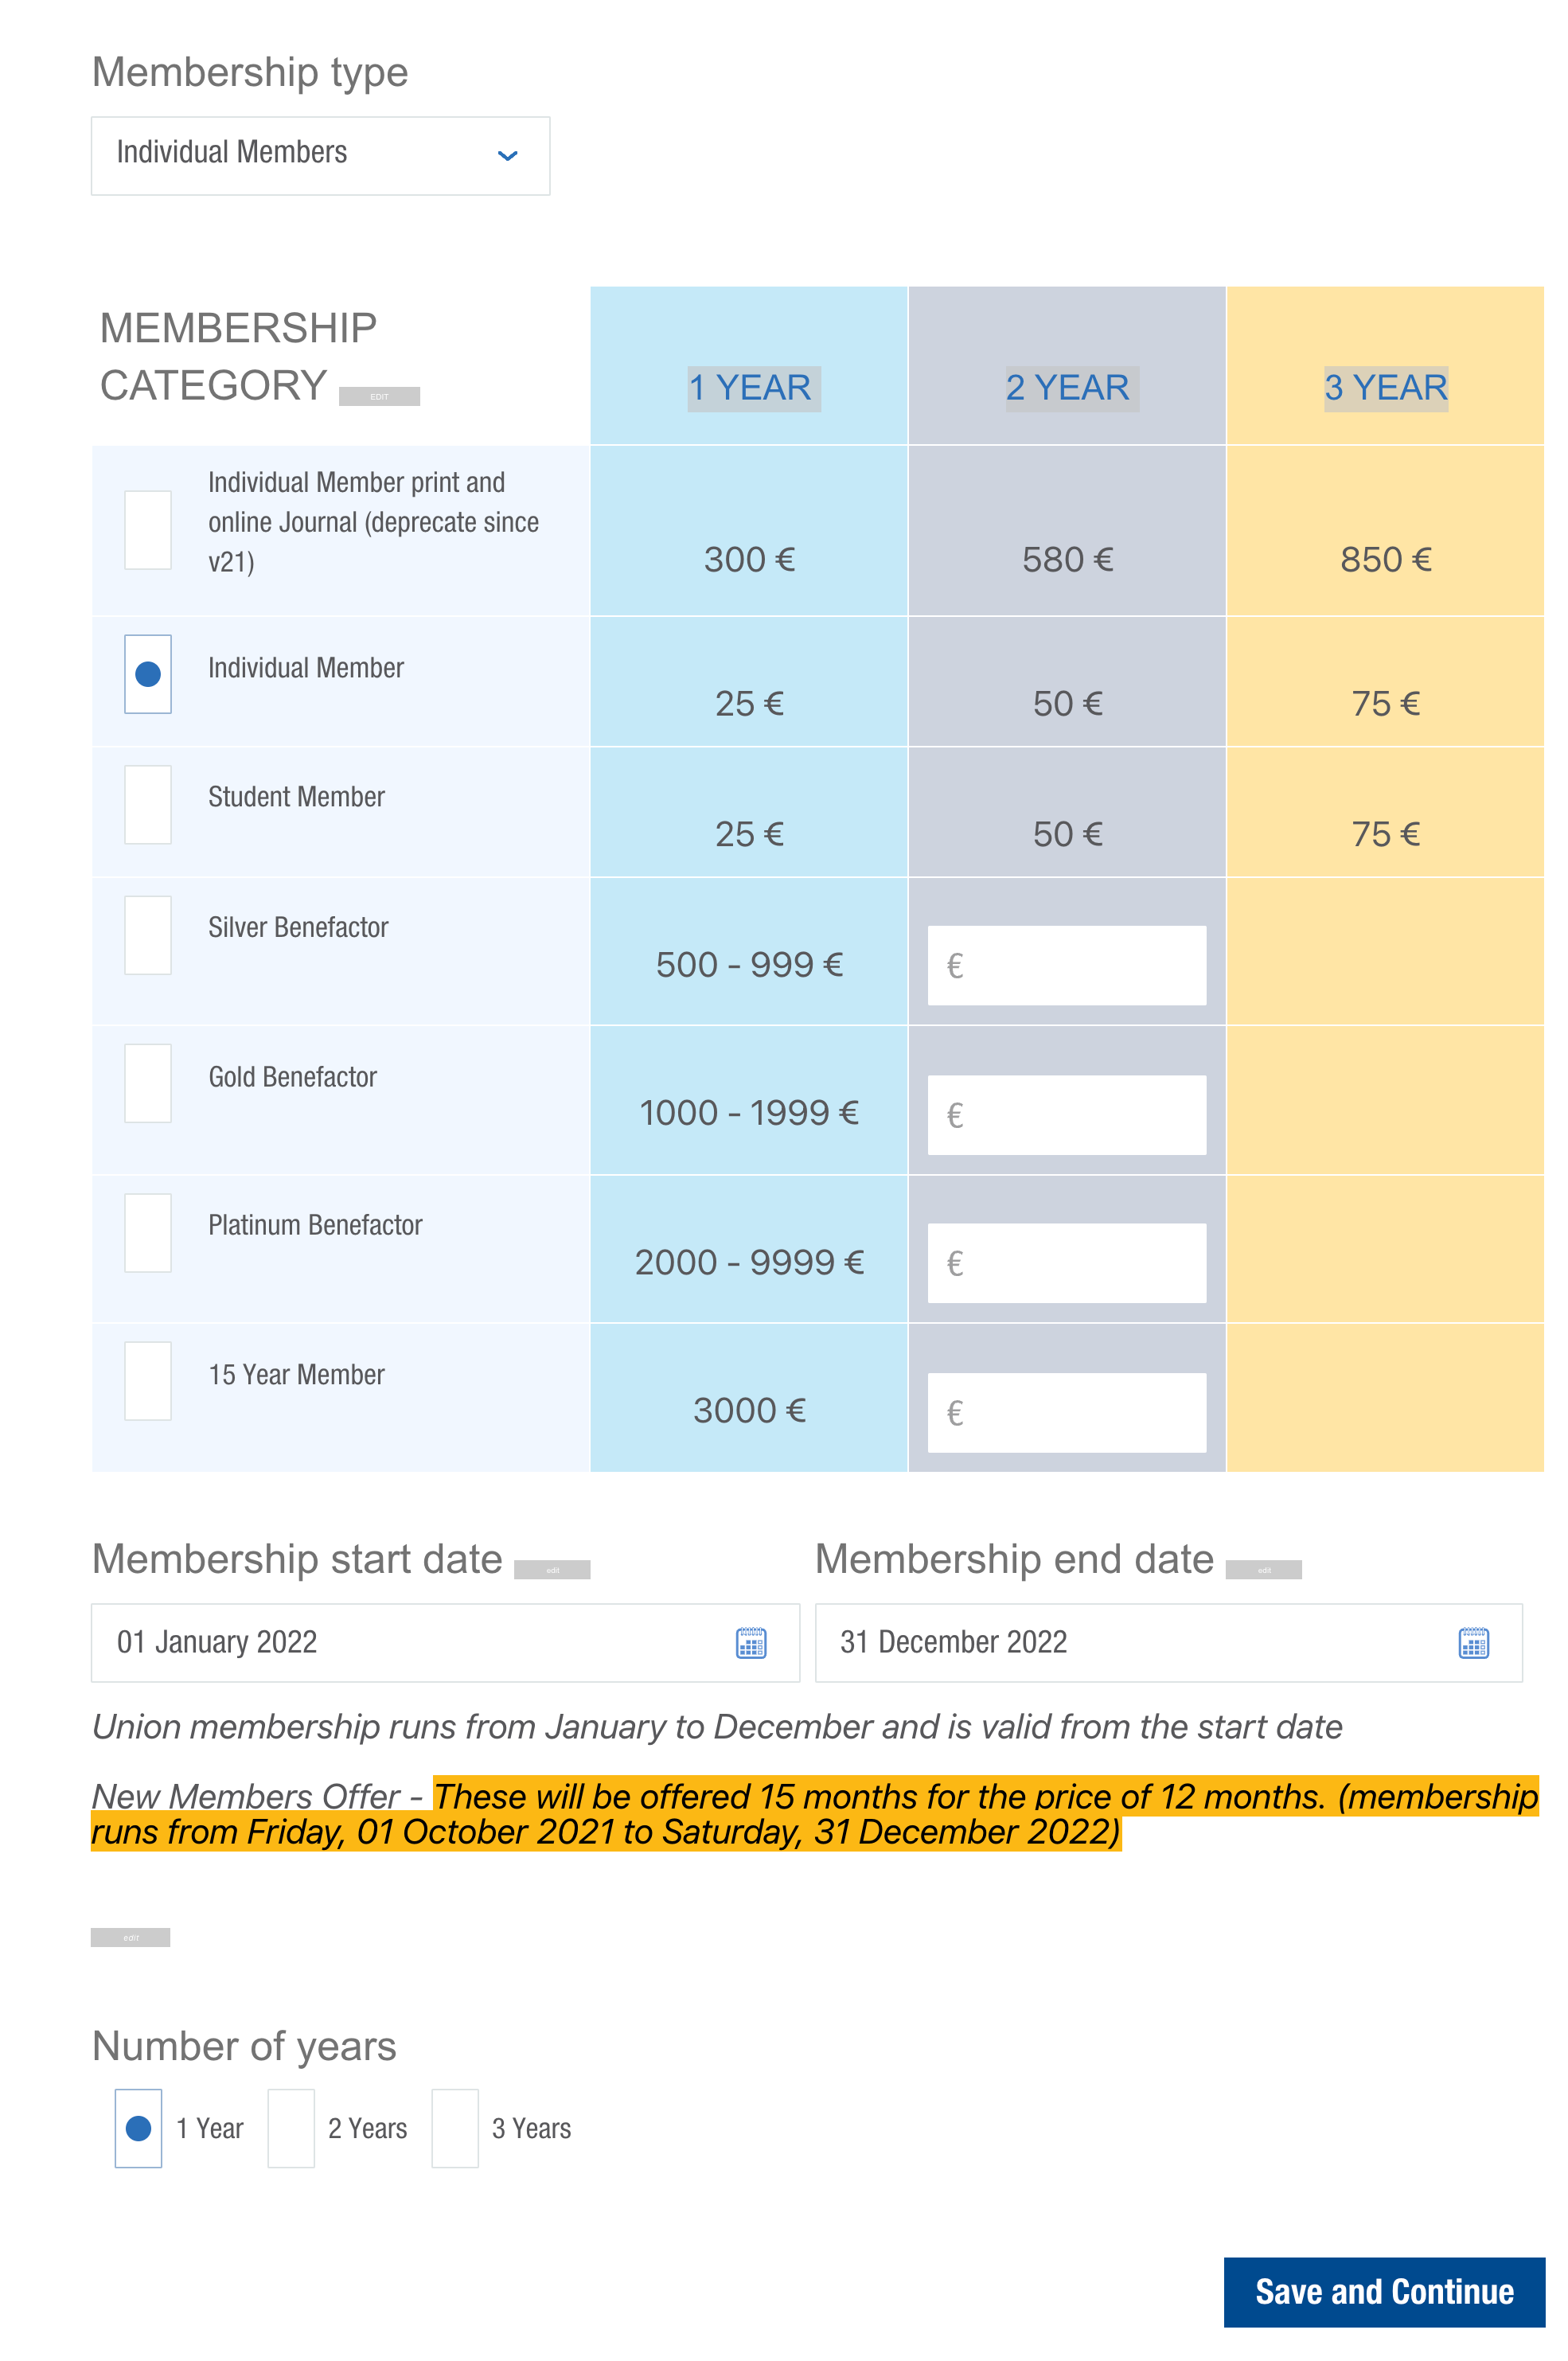 Membership type
Individual Members
MEMBERSHIP
CATEGORY EDIT
1 YEAR 2 YEAR 3 YEAR
Individual Member print and
online Journal (deprecate since
v21)
300 € 580 € 850 €
Individual Member
25 € 50 € 75 €
Student Member
25 € 50 € 75 €
Silver Benefactor
500 - 999 € €
Gold Benefactor
1000 - 1999 € €
Platinum Benefactor
2000 - 9999 € €
15 Year Member
3000 € €
Membership start date edit Membership end date edit
01 January 2022 31 December 2022
Union membership runs from January to December and is valid from the start date
New Members Offer - These will be offered 15 months for the price of 12 months. (membership
runs from Friday, 01 October 2021 to Saturday, 31 December 2022)
edit
Number of years
1 Year 2 Years 3 Years
Save and Continue